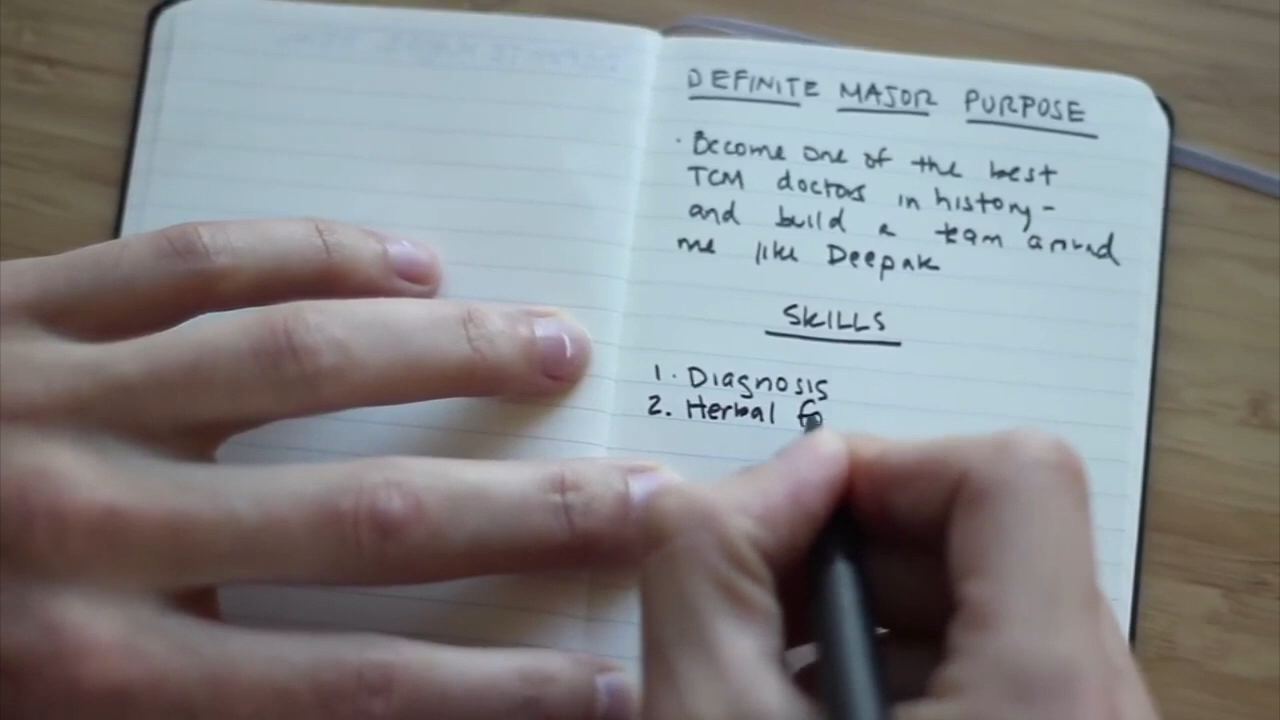 DEFINITE MAJOR PURPOSE
· Become one of the best
TCM doctors in history -
and build a team around
me like Deepak
SKILLS
1. Diagnosis
2. Herbal fo